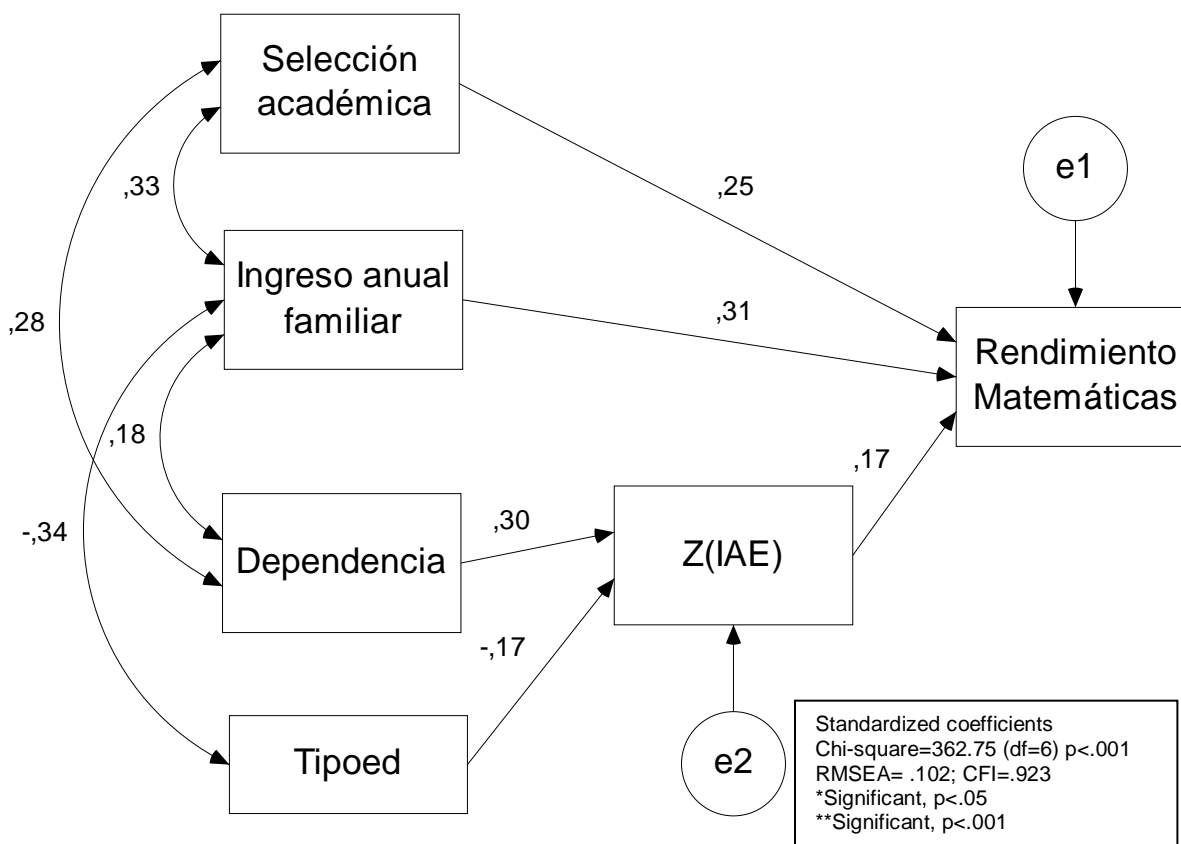 Selección
académica
e1
,25
,33
Ingreso anual
familiar
,31
,28
Rendimiento
Matemáticas
,18
,17
-,34
,30
Dependencia
Z(IAE)
-,17
Tipoed
e2
Standardized coefficients
Chi-square=362.75 (df=6) p<.001
RMSEA= .102; CFI=.923
*Significant, p<.05
**Significant, p<.001